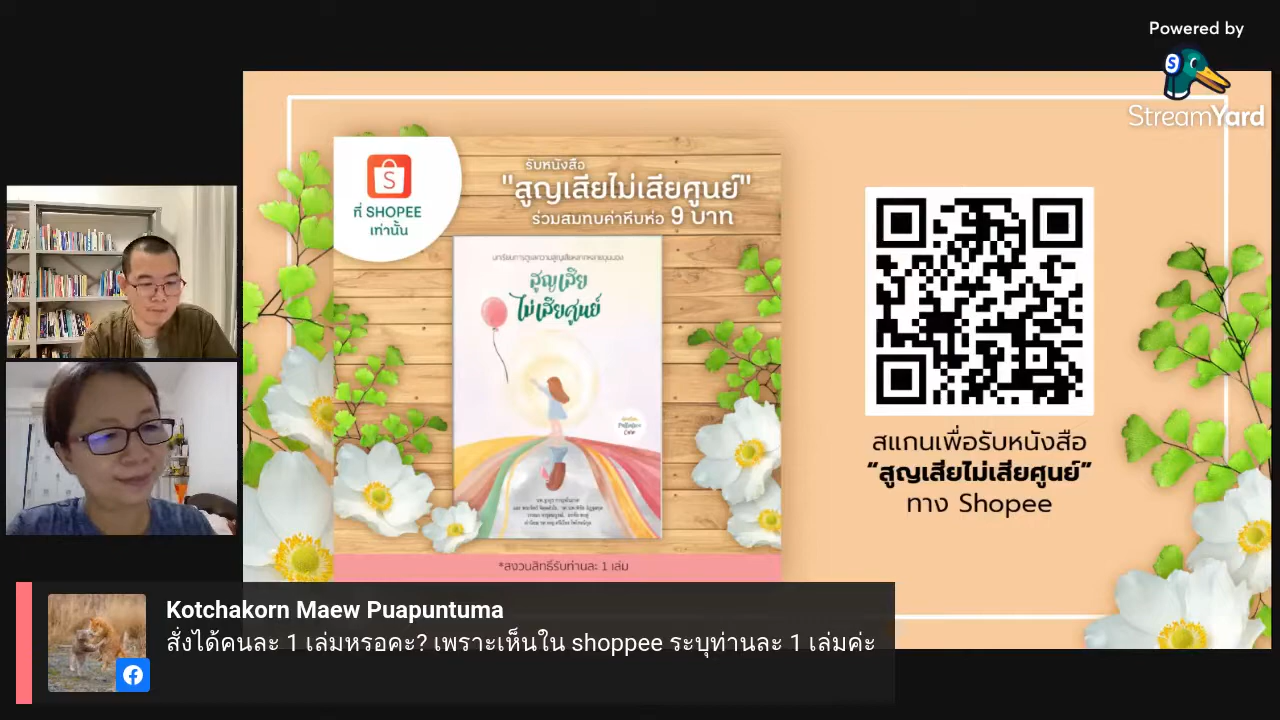 Powered by
StreamYard
S
ที่ SHOPEE
เท่านั้น
รับหนังสือ
"สูญเสียไม่เสียศูนย์"
ร่วมสมทบค่าหีบห่อ 9 บาท
สูญเสีย
ไม่เสียศูนย์
*สงวนสิทธิ์รับท่านละ 1 เล่ม
สแกนเพื่อรับหนังสือ
“สูญเสียไม่เสียศูนย์”
ทาง Shopee
Kotchakorn Maew Puapuntuma
สั่งได้คนละ 1 เล่มหรอคะ? เพราะเห็นใน shoppee ระบุท่านละ 1 เล่มค่ะ